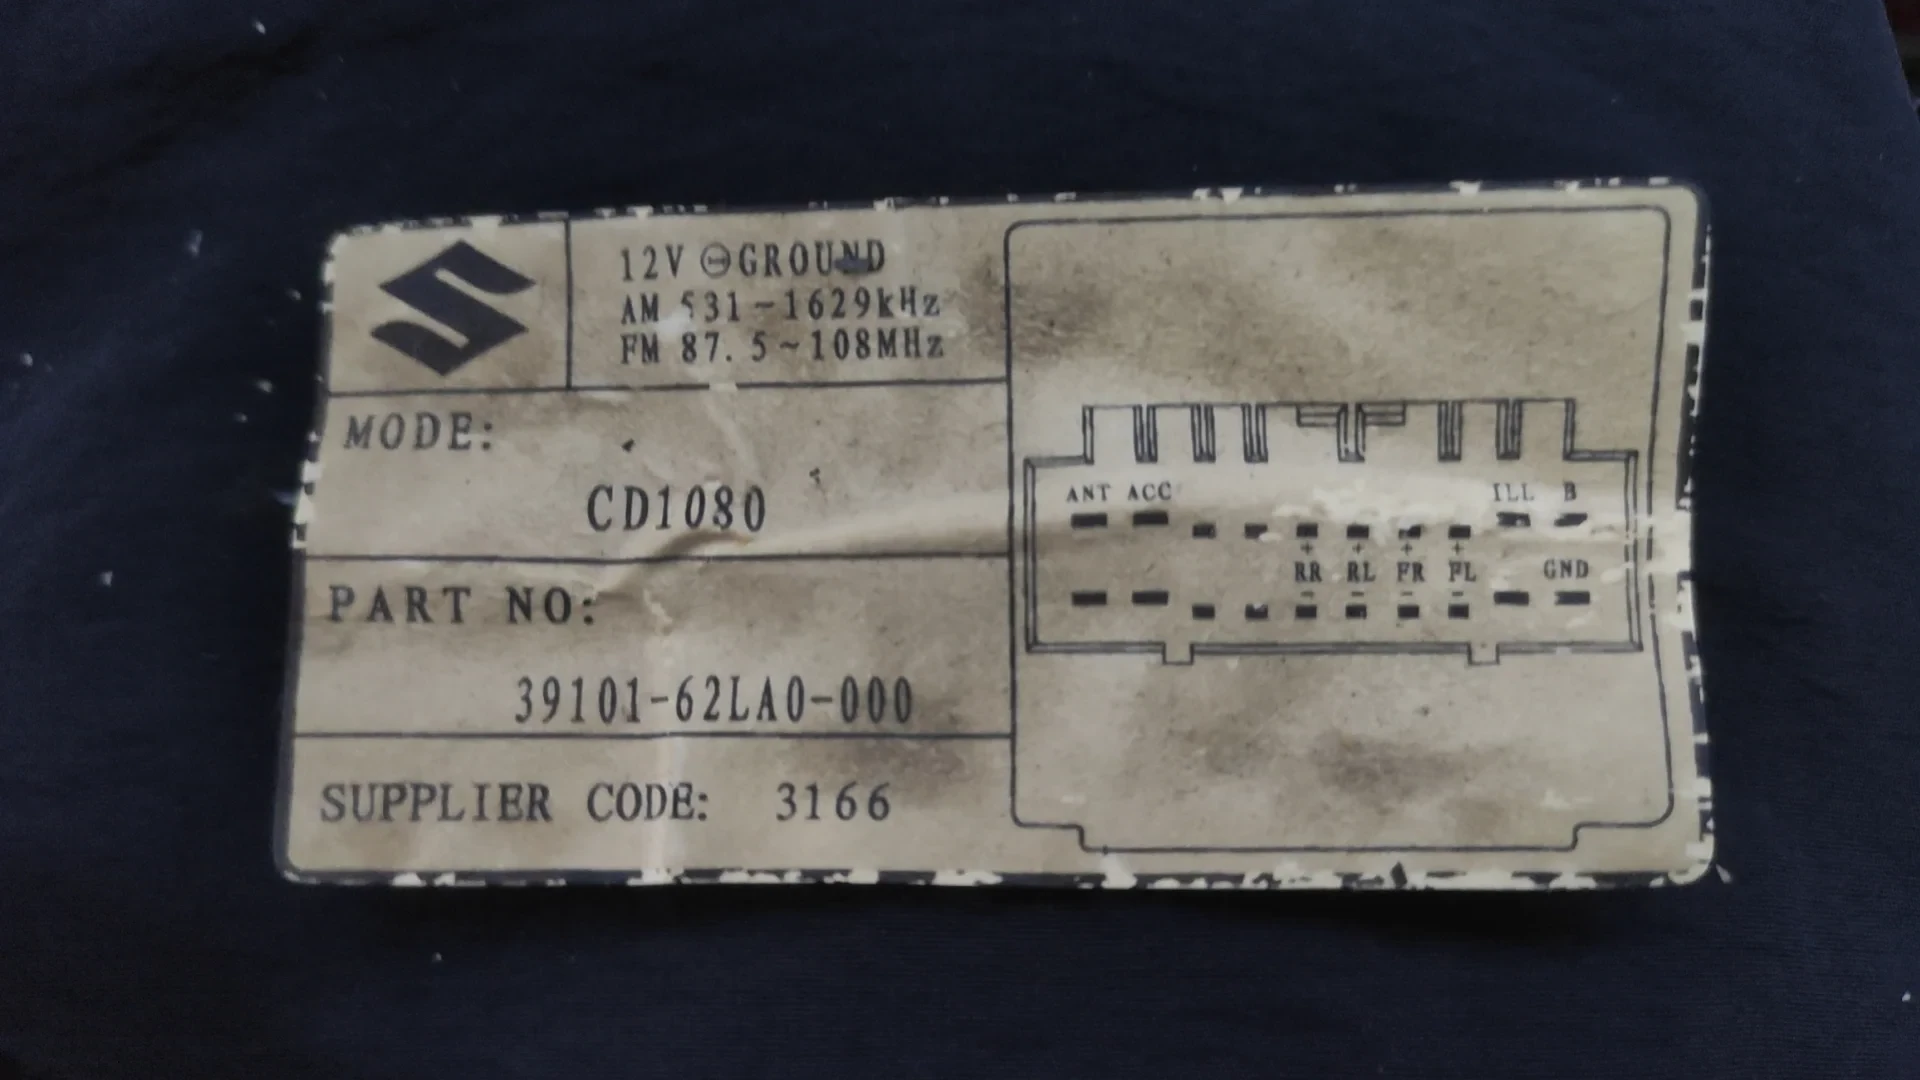 12V ⊖GROUND
AM 531~1629kHz
FM 87.5~108MHz
MODE:
CD1080
PART NO:
39101-62LA0-000
SUPPLIER CODE: 3166
ANT ACC ILL B
+ + + +
RR RL FR FL GND
- - - -